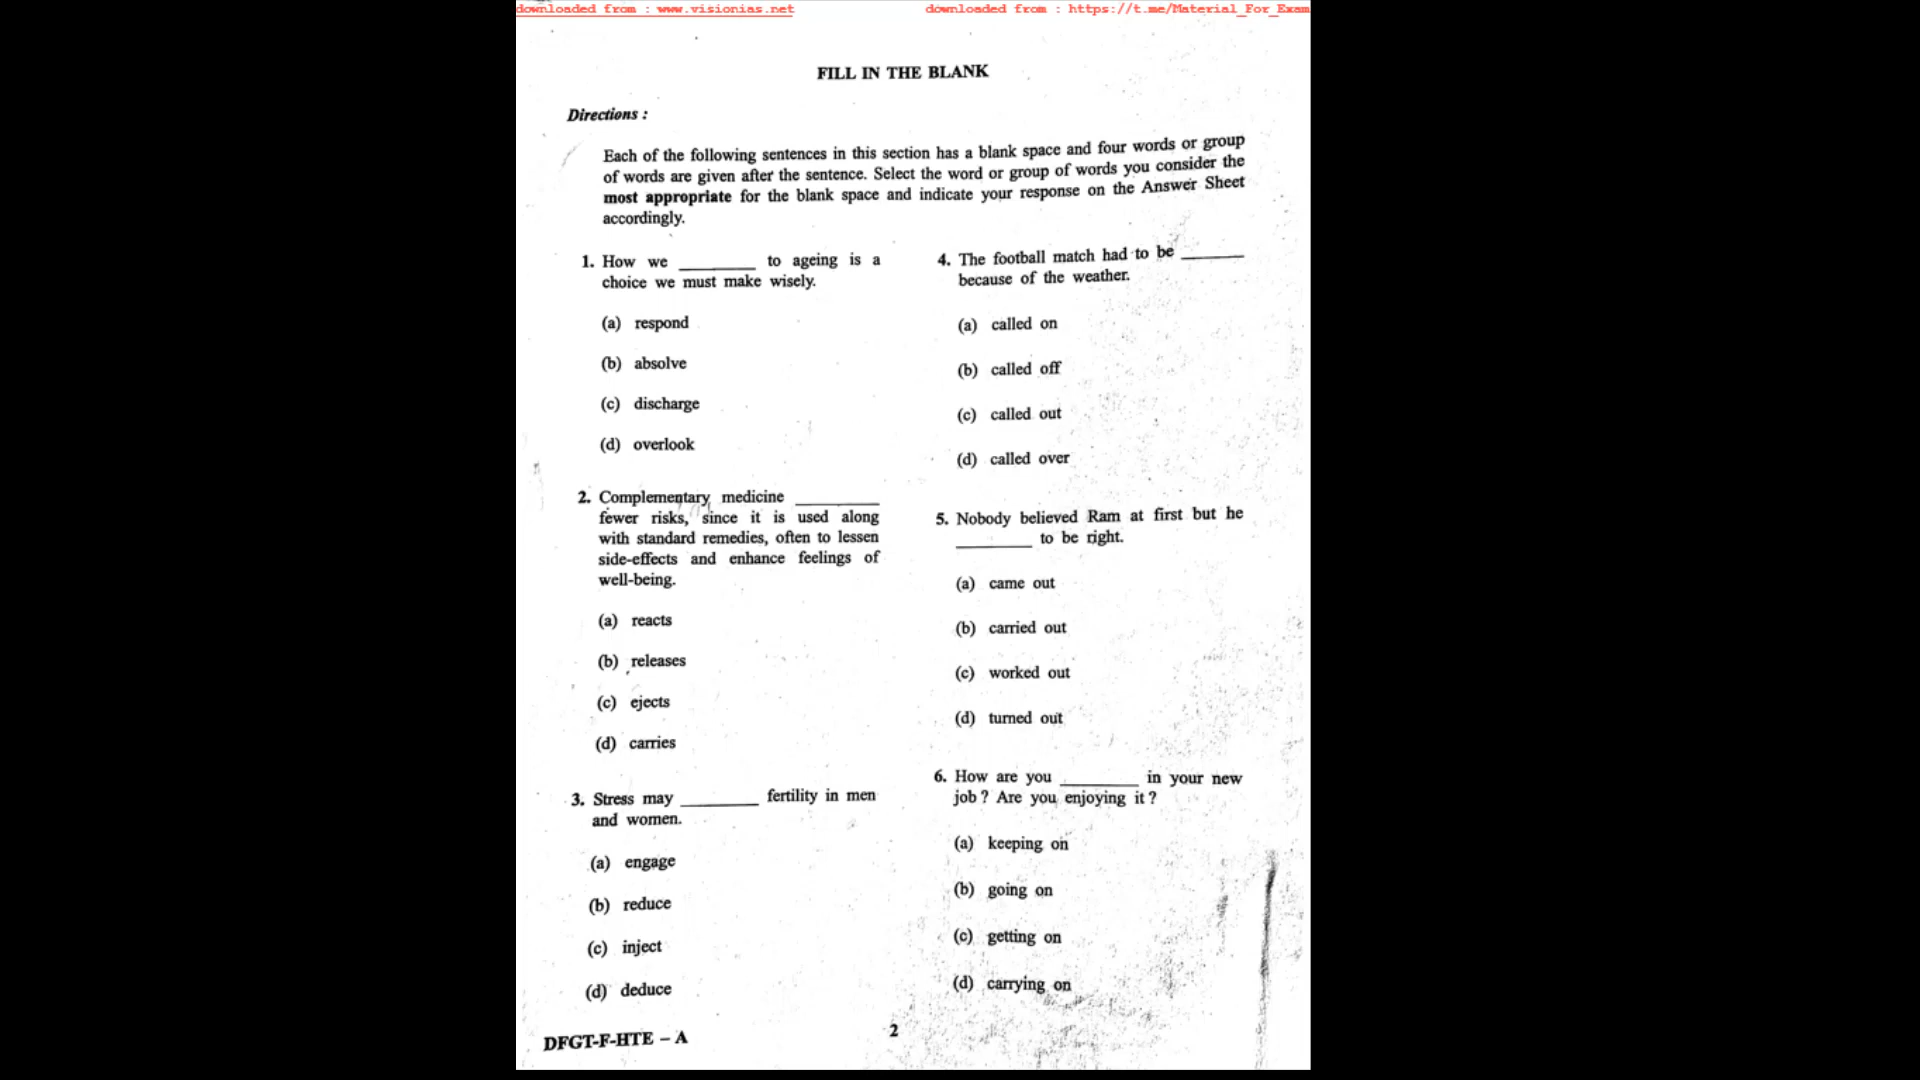 downloaded from : www.visionias.net
downloaded from : https://t.me/Material_For_Exam
FILL IN THE BLANK
Directions :
Each of the following sentences in this section has a blank space and four words or group
of words are given after the sentence. Select the word or group of words you consider the
most appropriate for the blank space and indicate your response on the Answer Sheet
accordingly.
1. How we ________ to ageing is a
choice we must make wisely.
(a) respond
(b) absolve
(c) discharge
(d) overlook
2. Complementary medicine ________
fewer risks, since it is used along
with standard remedies, often to lessen
side-effects and enhance feelings of
well-being.
(a) reacts
(b) releases
(c) ejects
(d) carries
3. Stress may ________ fertility in men
and women.
(a) engage
(b) reduce
(c) inject
(d) deduce
4. The football match had to be ________
because of the weather.
(a) called on
(b) called off
(c) called out
(d) called over
5. Nobody believed Ram at first but he
________ to be right.
(a) came out
(b) carried out
(c) worked out
(d) turned out
6. How are you ________ in your new
job ? Are you enjoying it ?
(a) keeping on
(b) going on
(c) getting on
(d) carrying on
DFGT-F-HTE – A
2